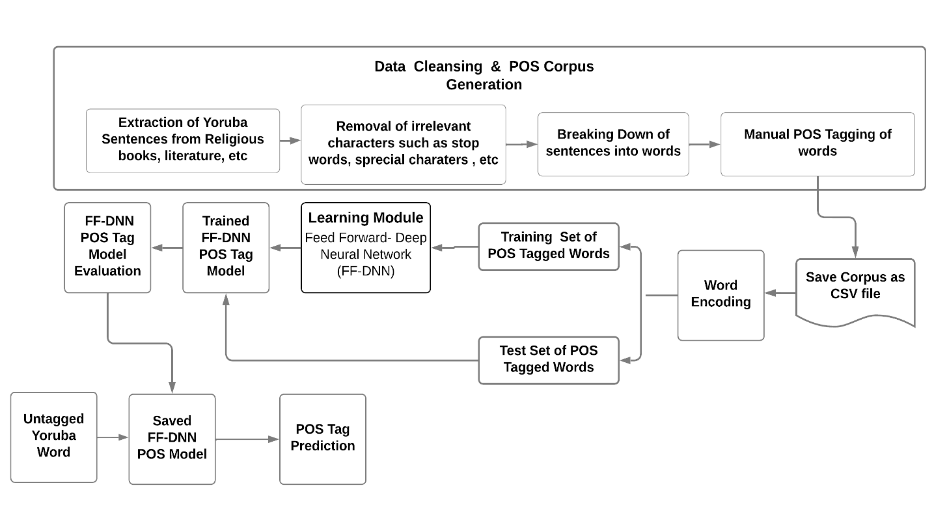 Data Cleansing & POS Corpus
Generation
Extraction of Yoruba
Sentences from Religious
books, literature, etc
Removal of irrelevant
characters such as stop
words, sprecial charaters , etc
Breaking Down of
sentences into words
Manual POS Tagging of
words
FF-DNN
POS Tag
Model
Evaluation
Trained
FF-DNN
POS Tag
Model
Learning Module
Feed Forward- Deep
Neural Network
(FF-DNN)
Training Set of
POS Tagged Words
Word
Encoding
Save Corpus as
CSV file
Test Set of POS
Tagged Words
Untagged
Yoruba
Word
Saved
FF-DNN
POS Model
POS Tag
Prediction